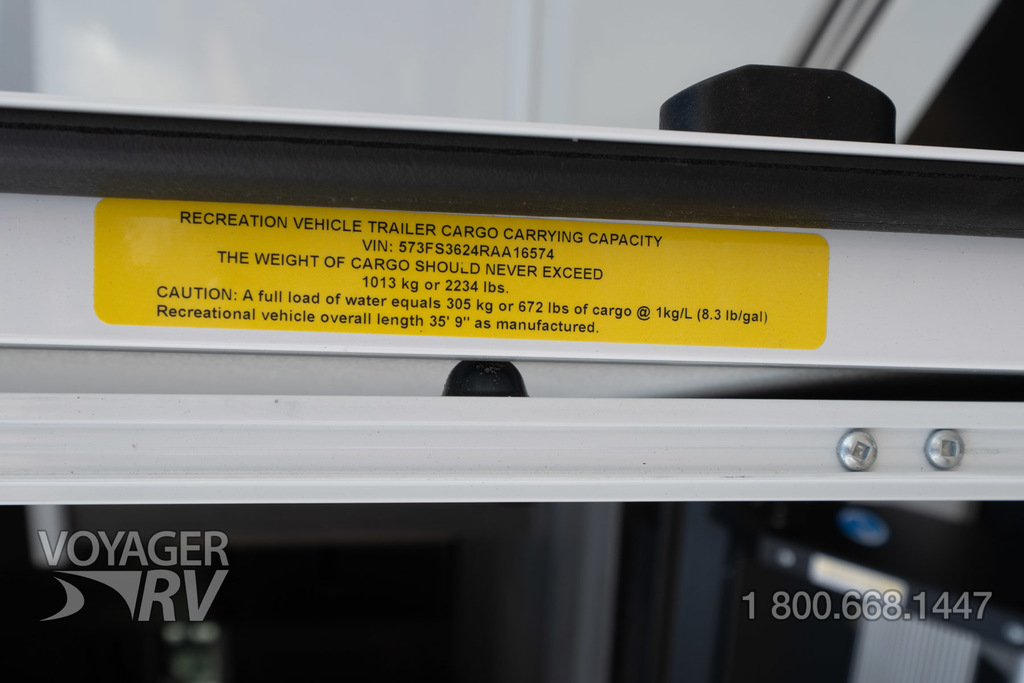 RECREATION VEHICLE TRAILER CARGO CARRYING CAPACITY
VIN: 573FS3624RAA16574
THE WEIGHT OF CARGO SHOULD NEVER EXCEED
1013 kg or 2234 lbs.
CAUTION: A full load of water equals 305 kg or 672 lbs of cargo @ 1kg/L (8.3 lb/gal)
Recreational vehicle overall length 35' 9" as manufactured.
VOYAGER
RV
1 800.668.1447